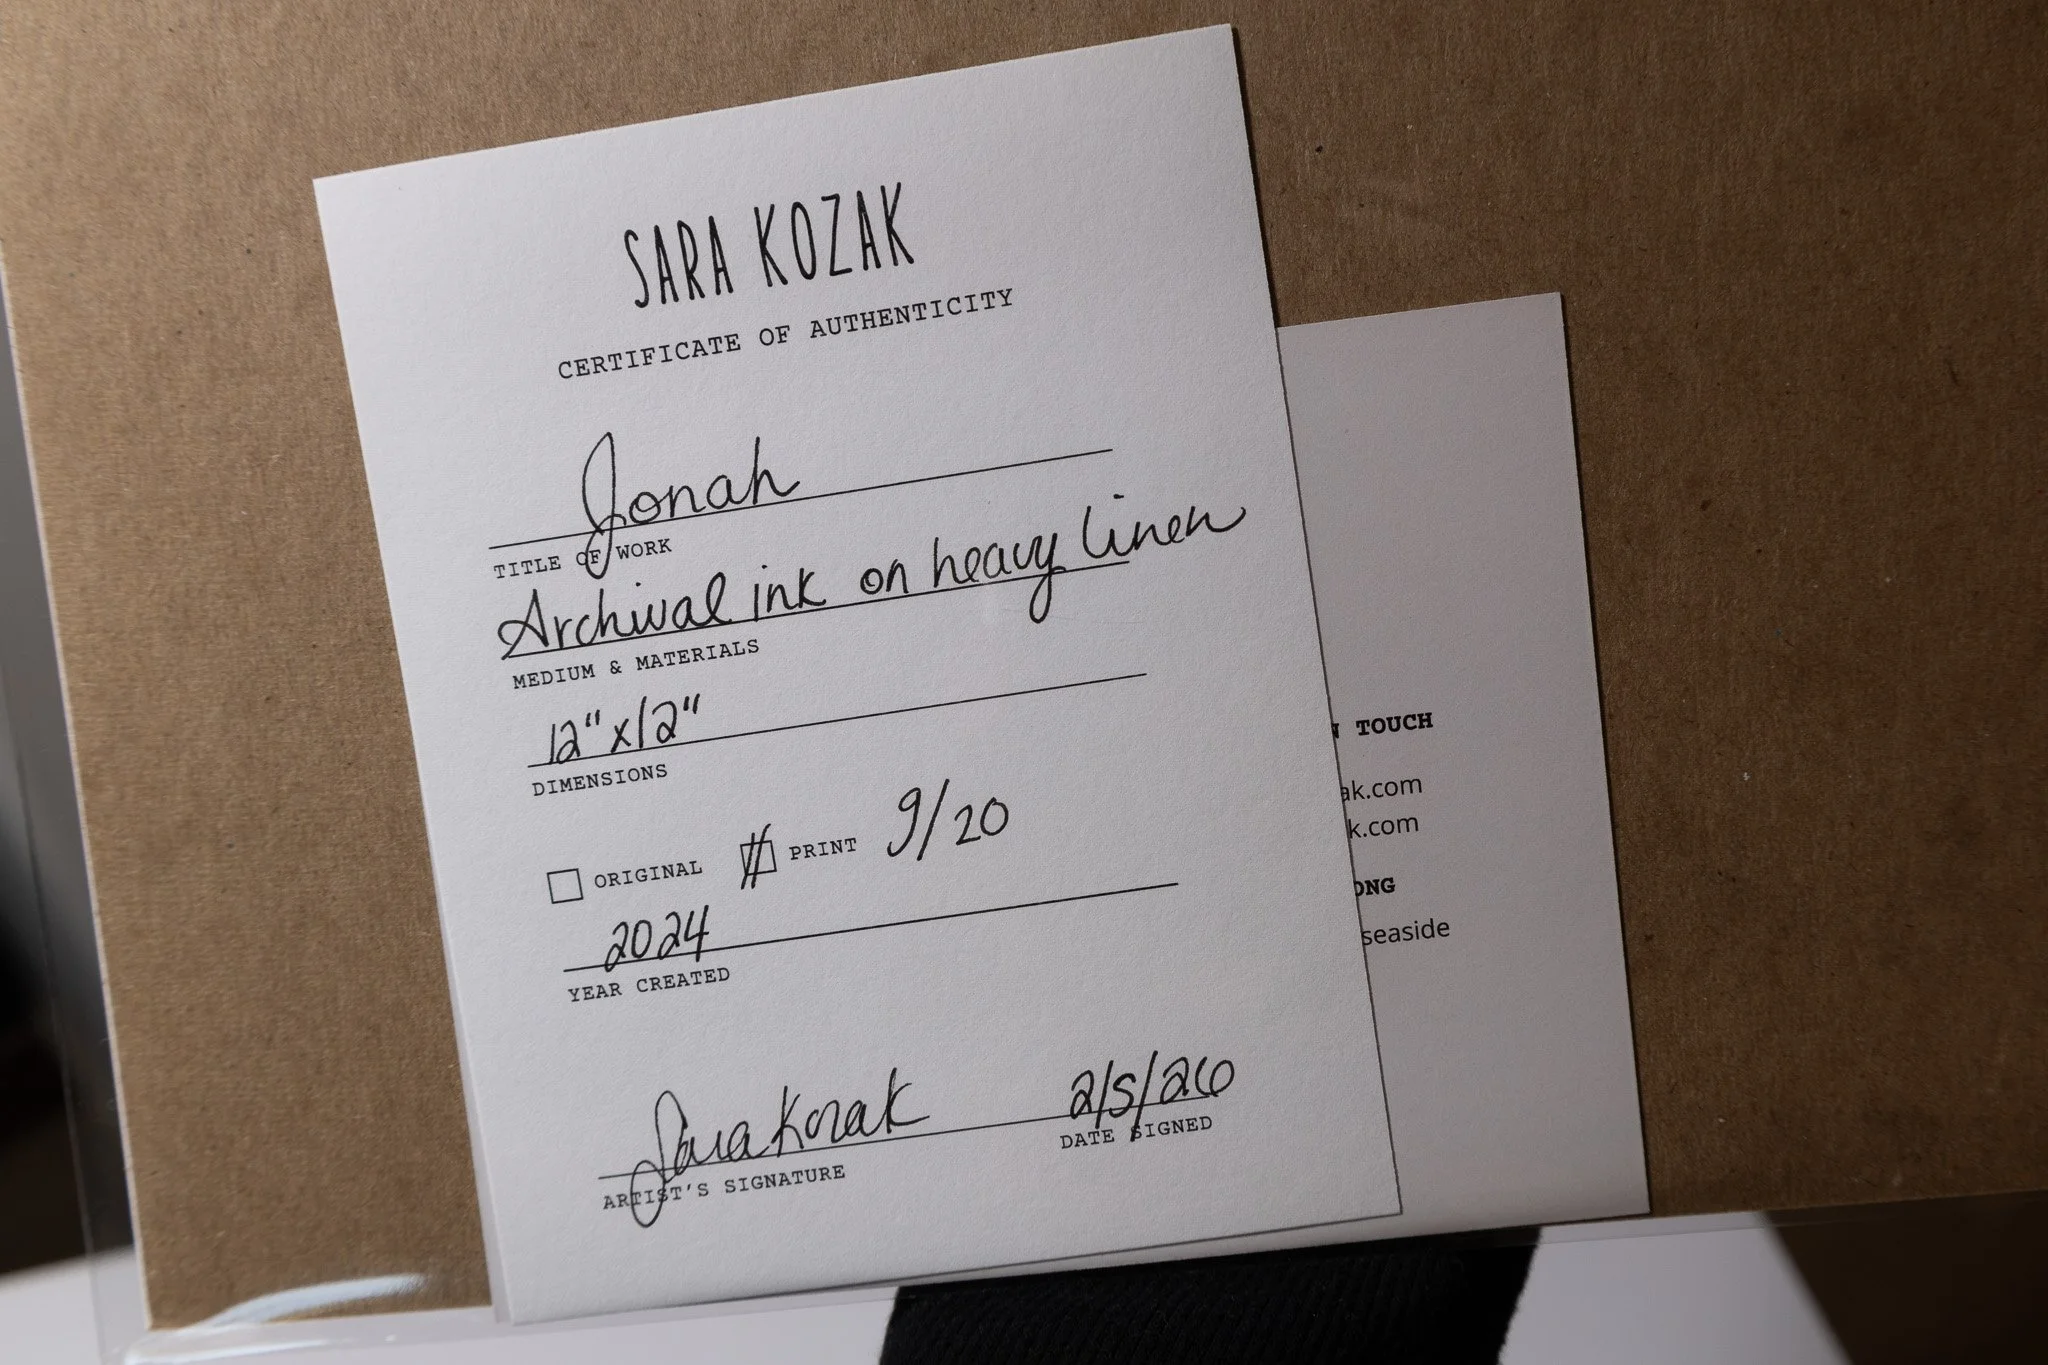 SARA KOZAK
CERTIFICATE OF AUTHENTICITY
Jonah
TITLE OF WORK
Archival ink on heavy linen
MEDIUM & MATERIALS
12"x12"
DIMENSIONS
ORIGINAL PRINT 9/20
2024
YEAR CREATED
Sara Kozak 2/5/26
ARTIST'S SIGNATURE DATE SIGNED
TOUCH
ak.com
k.com
ONG
seaside